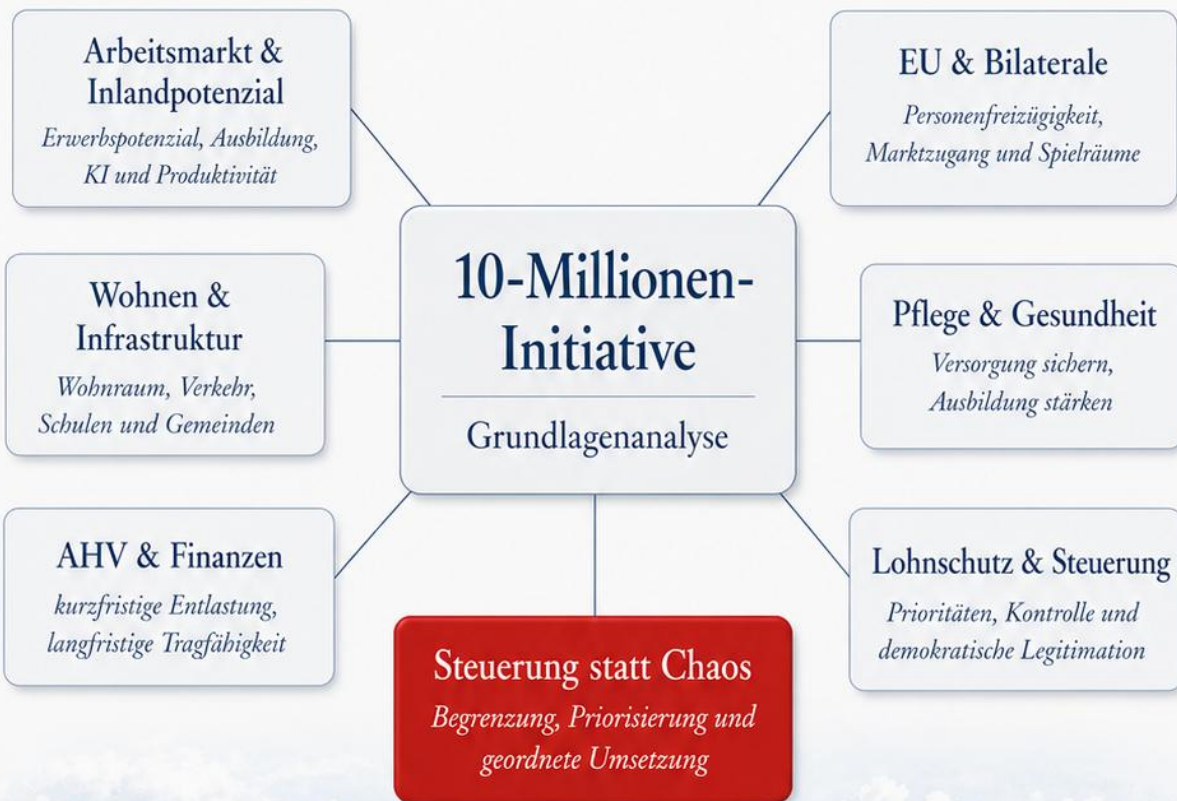 Arbeitsmarkt &
Inlandpotenzial
Erwerbspotenzial, Ausbildung,
KI und Produktivität
EU & Bilaterale
Personenfreizügigkeit,
Marktzugang und Spielräume
10-Millionen-
Initiative
Grundlagenanalyse
Wohnen &
Infrastruktur
Wohnraum, Verkehr,
Schulen und Gemeinden
Pflege & Gesundheit
Versorgung sichern,
Ausbildung stärken
AHV & Finanzen
kurzfristige Entlastung,
langfristige Tragfähigkeit
Lohnschutz & Steuerung
Prioritäten, Kontrolle und
demokratische Legitimation
Steuerung statt Chaos
Begrenzung, Priorisierung und
geordnete Umsetzung